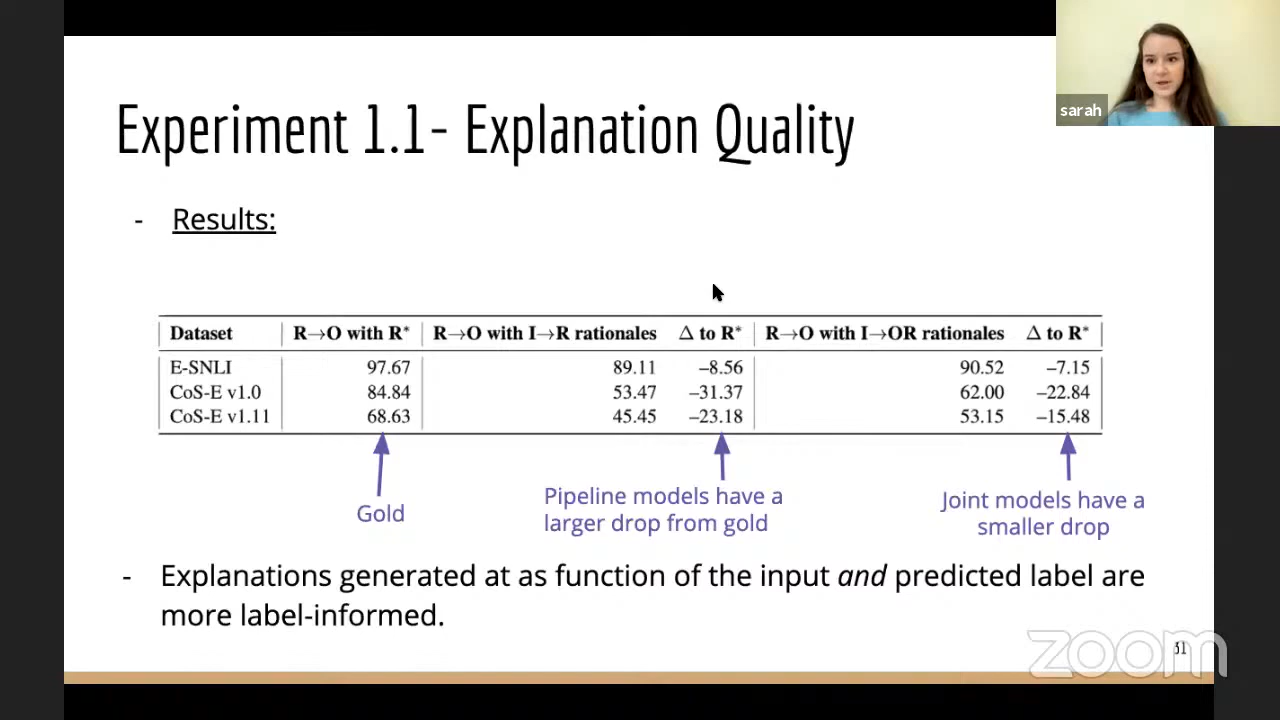 sarah
Experiment 1.1- Explanation Quality
- Results:
Dataset R→O with R* R→O with I→R rationales Δ to R* R→O with I→OR rationales Δ to R*
E-SNLI 97.67 89.11 –8.56 90.52 –7.15
CoS-E v1.0 84.84 53.47 –31.37 62.00 –22.84
CoS-E v1.11 68.63 45.45 –23.18 53.15 –15.48
Gold
Pipeline models have a
larger drop from gold
Joint models have a
smaller drop
- Explanations generated at as function of the input and predicted label are
more label-informed.
zoom
31